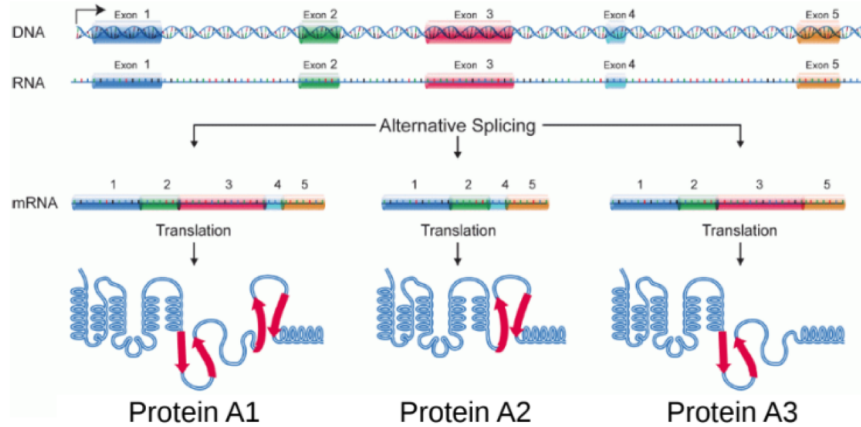 Exon 1 Exon 2 Exon 3 Exon 4 Exon 5
DNA
Exon 1 Exon 2 Exon 3 Exon 4 Exon 5
RNA
Alternative Splicing
1 2 3 4 5 1 2 4 5 1 2 3 5
mRNA
Translation Translation Translation
Protein A1 Protein A2 Protein A3